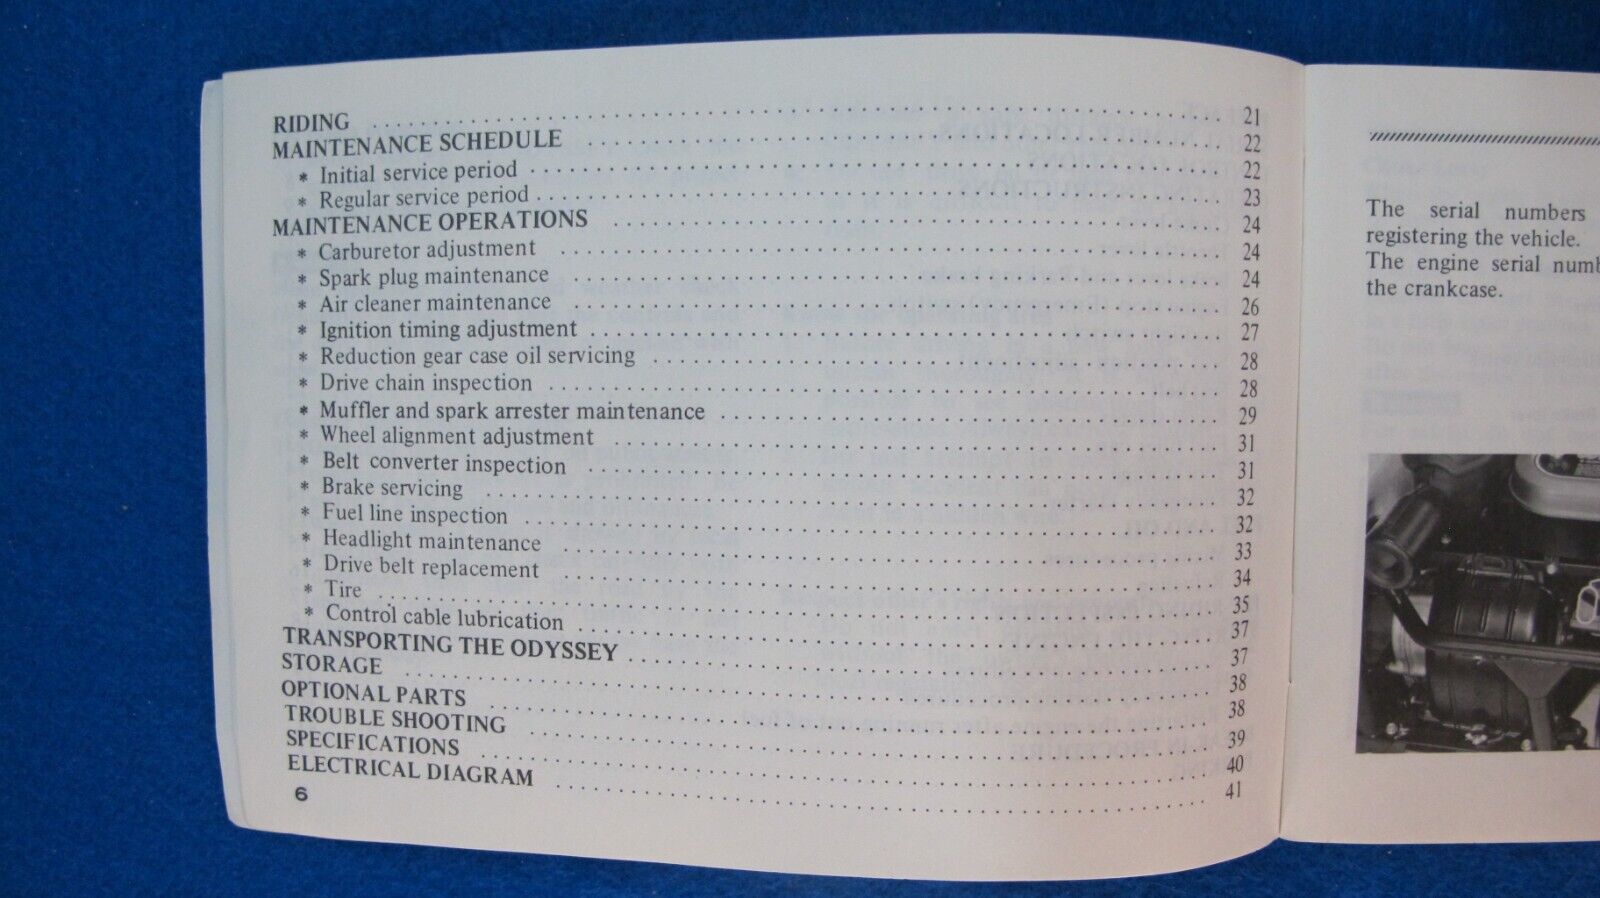 RIDING ........ 21
MAINTENANCE SCHEDULE ........ 22
* Initial service period ........ 22
* Regular service period ........ 23
MAINTENANCE OPERATIONS ........ 24
* Carburetor adjustment ........ 24
* Spark plug maintenance ........ 24
* Air cleaner maintenance ........ 26
* Ignition timing adjustment ........ 27
* Reduction gear case oil servicing ........ 28
* Drive chain inspection ........ 28
* Muffler and spark arrester maintenance ........ 29
* Wheel alignment adjustment ........ 31
* Belt converter inspection ........ 31
* Brake servicing ........ 32
* Fuel line inspection ........ 32
* Headlight maintenance ........ 33
* Drive belt replacement ........ 34
* Tire ........ 35
* Control cable lubrication ........ 37
TRANSPORTING THE ODYSSEY ........ 37
STORAGE ........ 38
OPTIONAL PARTS ........ 38
TROUBLE SHOOTING ........ 39
SPECIFICATIONS ........ 40
ELECTRICAL DIAGRAM ........ 41
6
The serial numbers
registering the vehicle.
The engine serial numb
the crankcase.